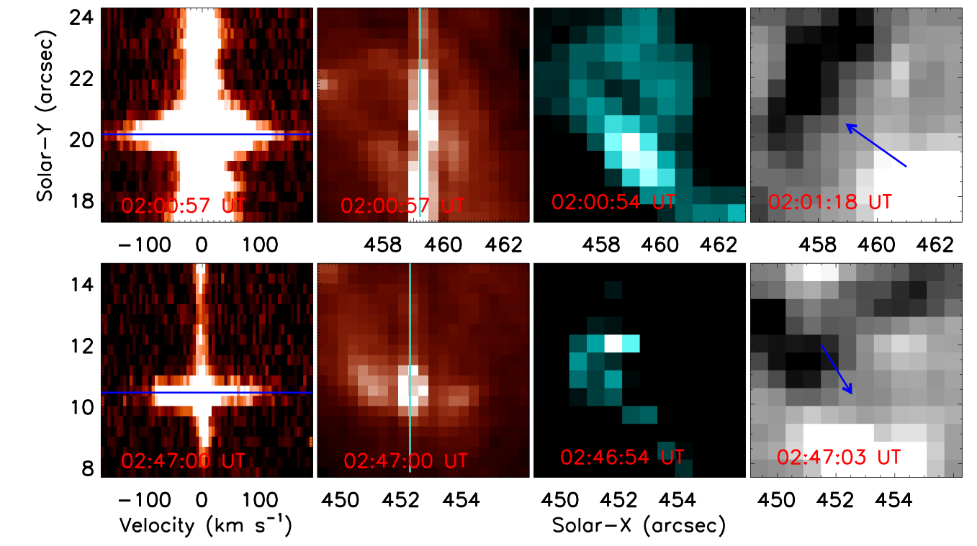 24
22
20
18
Solar-Y (arcsec)
02:00:57 UT
02:00:57 UT
02:00:54 UT
02:01:18 UT
-100 0 100
458 460 462
458 460 462
458 460 462
14
12
10
8
02:47:00 UT
02:47:00 UT
02:46:54 UT
02:47:03 UT
-100 0 100
450 452 454
450 452 454
450 452 454
Velocity (km s⁻¹)
Solar-X (arcsec)